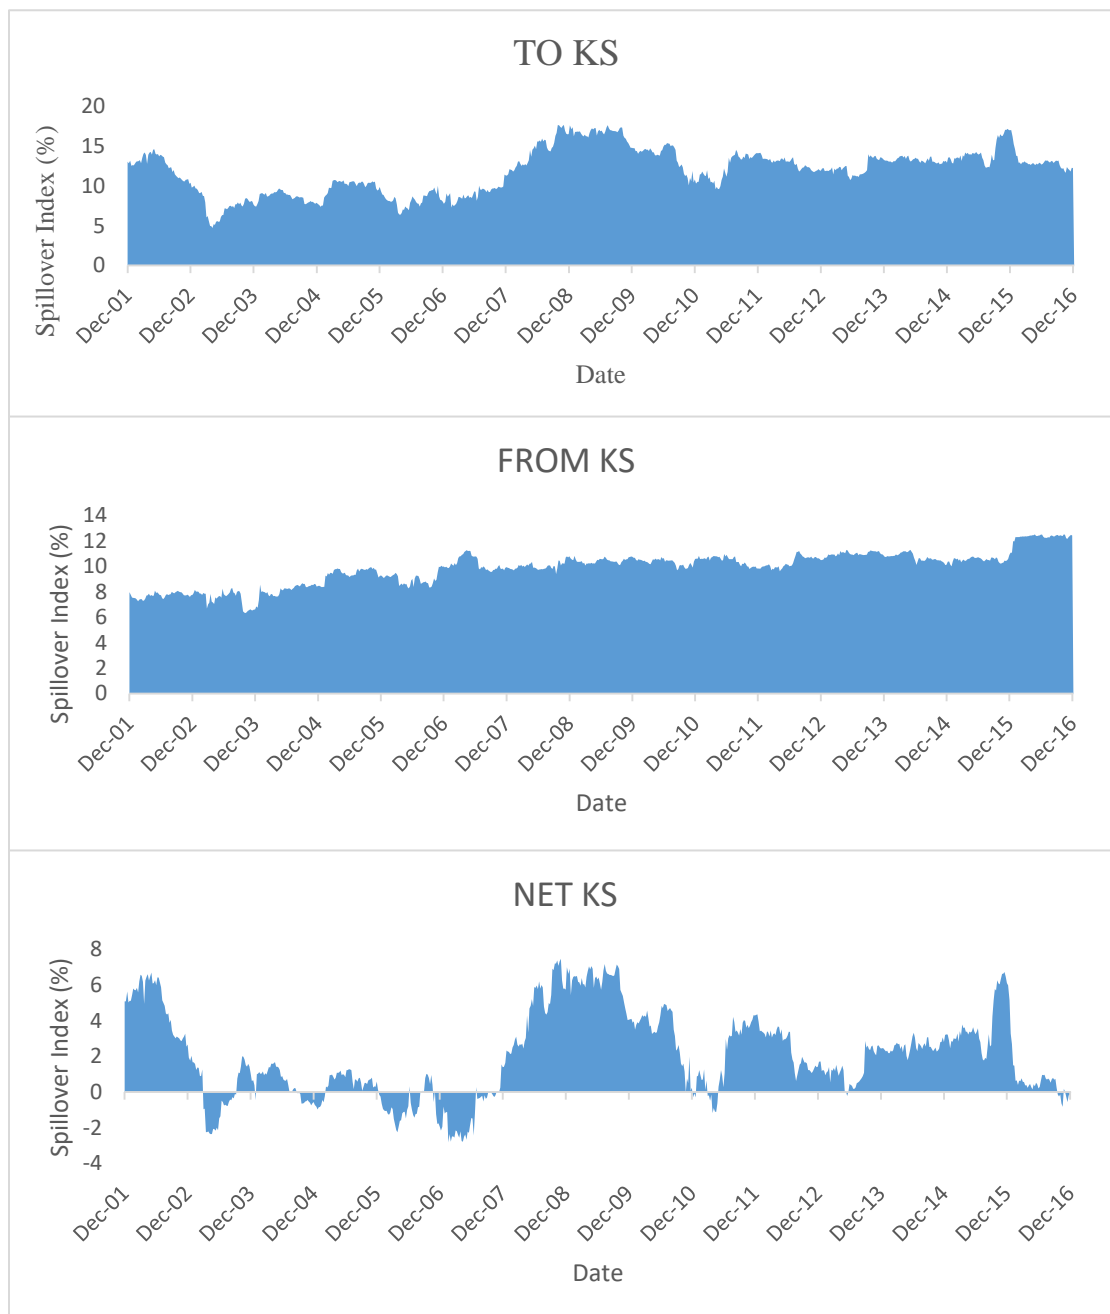 TO KS
Spillover Index (%)
20
15
10
5
0
Dec-01
Dec-02
Dec-03
Dec-04
Dec-05
Dec-06
Dec-07
Dec-08
Dec-09
Dec-10
Dec-11
Dec-12
Dec-13
Dec-14
Dec-15
Dec-16
Date
FROM KS
Spillover Index (%)
14
12
10
8
6
4
2
0
Dec-01
Dec-02
Dec-03
Dec-04
Dec-05
Dec-06
Dec-07
Dec-08
Dec-09
Dec-10
Dec-11
Dec-12
Dec-13
Dec-14
Dec-15
Dec-16
Date
NET KS
Spillover Index (%)
8
6
4
2
0
-2
-4
Dec-01
Dec-02
Dec-03
Dec-04
Dec-05
Dec-06
Dec-07
Dec-08
Dec-09
Dec-10
Dec-11
Dec-12
Dec-13
Dec-14
Dec-15
Dec-16
Date